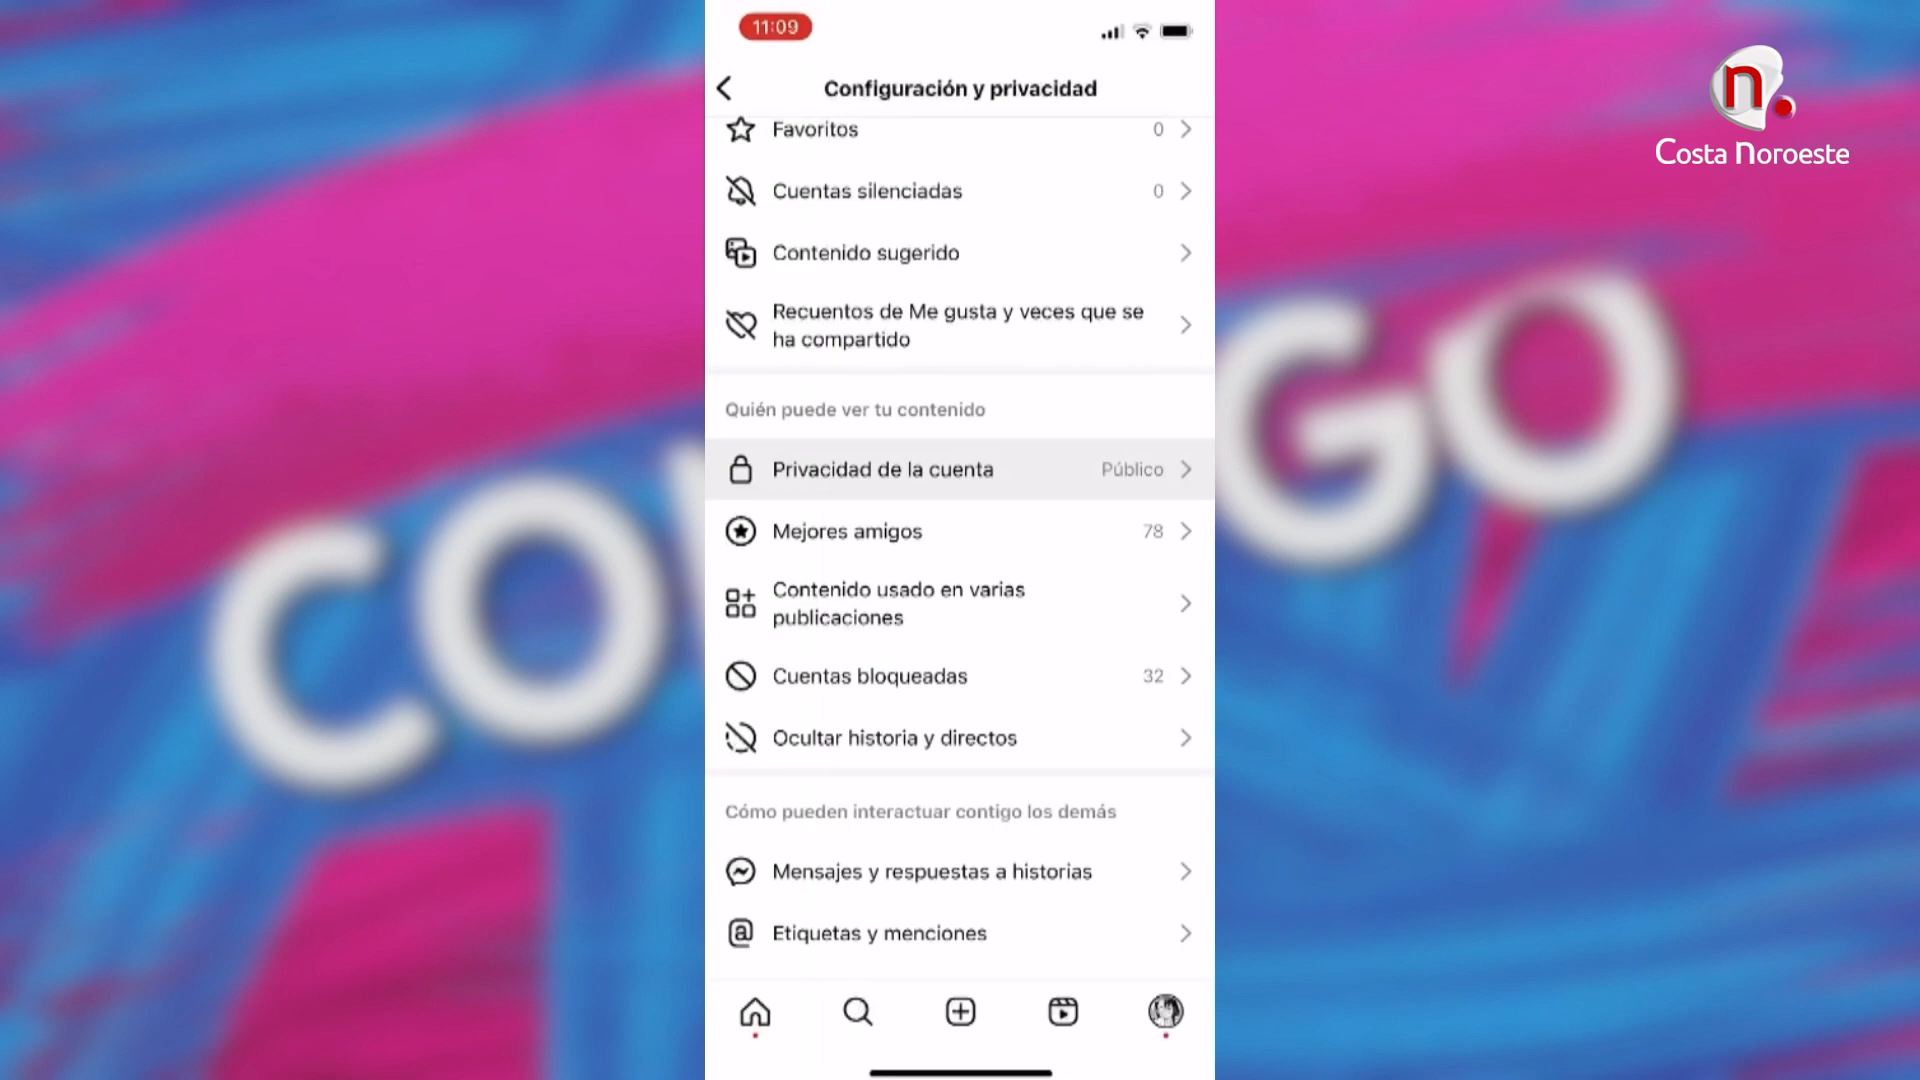 11:09
Configuración y privacidad
Favoritos 0
Cuentas silenciadas 0
Contenido sugerido
Recuentos de Me gusta y veces que se
ha compartido
Quién puede ver tu contenido
Privacidad de la cuenta Público
Mejores amigos 78
Contenido usado en varias
publicaciones
Cuentas bloqueadas 32
Ocultar historia y directos
Cómo pueden interactuar contigo los demás
Mensajes y respuestas a historias
Etiquetas y menciones
n.
Costa Noroeste
CO
GO